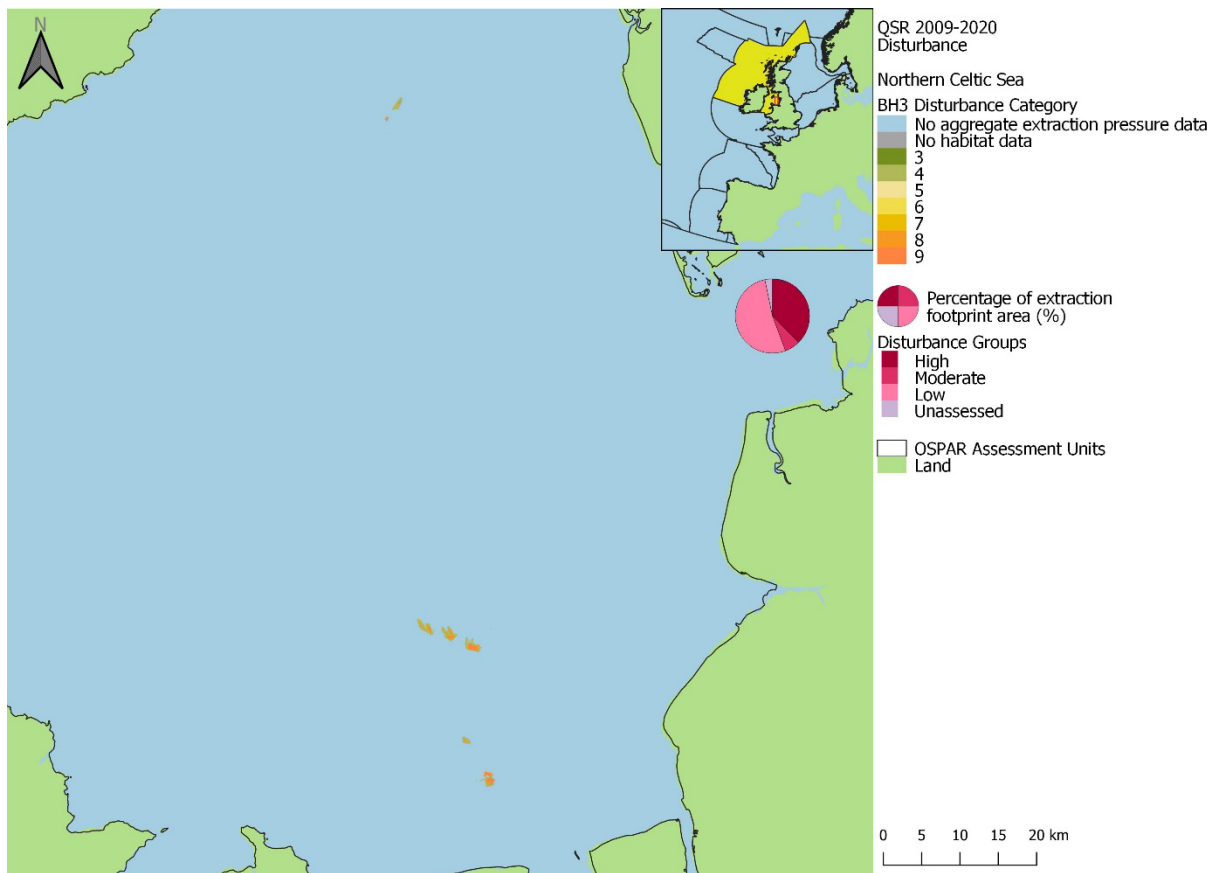 N
QSR 2009-2020
Disturbance
Northern Celtic Sea
BH3 Disturbance Category
No aggregate extraction pressure data
No habitat data
3
4
5
6
7
8
9
Percentage of extraction
footprint area (%)
Disturbance Groups
High
Moderate
Low
Unassessed
OSPAR Assessment Units
Land
0 5 10 15 20 km